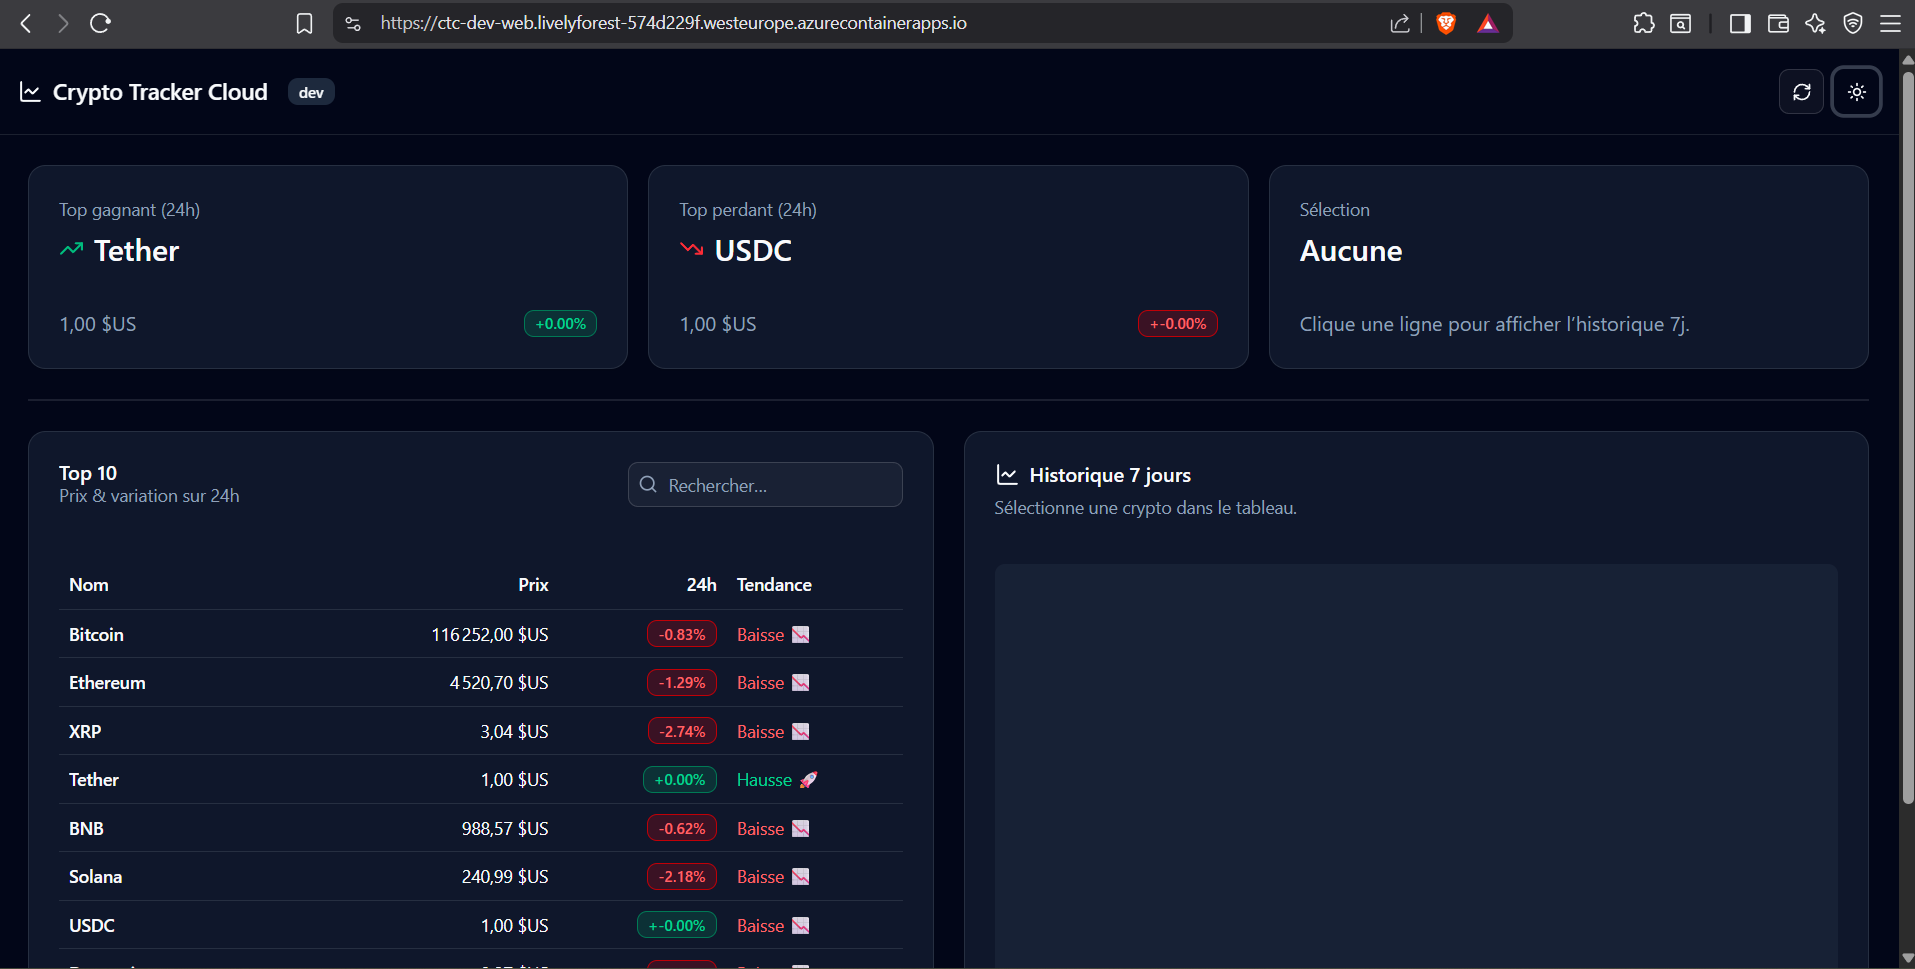 https://ctc-dev-web.livelyforest-574d229f.westeurope.azurecontainerapps.io
Crypto Tracker Cloud dev
Top gagnant (24h)
Tether
1,00 $US +0.00%
Top perdant (24h)
USDC
1,00 $US +-0.00%
Sélection
Aucune
Clique une ligne pour afficher l’historique 7j.
Top 10
Prix & variation sur 24h
Rechercher...
Nom Prix 24h Tendance
Bitcoin 116 252,00 $US -0.83% Baisse 📉
Ethereum 4 520,70 $US -1.29% Baisse 📉
XRP 3,04 $US -2.74% Baisse 📉
Tether 1,00 $US +0.00% Hausse 🚀
BNB 988,57 $US -0.62% Baisse 📉
Solana 240,99 $US -2.18% Baisse 📉
USDC 1,00 $US +-0.00% Baisse 📉
Historique 7 jours
Sélectionne une crypto dans le tableau.